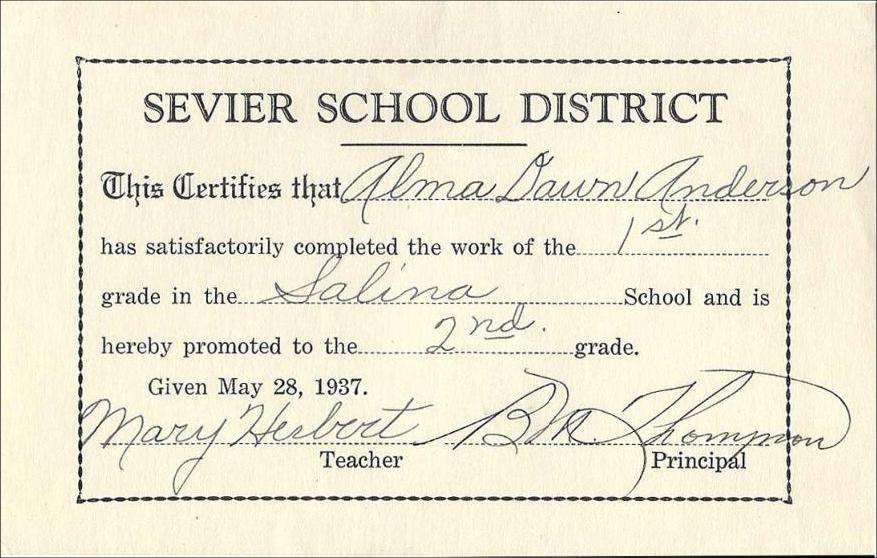 SEVIER SCHOOL DISTRICT
This Certifies that Alma Dawn Anderson
has satisfactorily completed the work of the 1st.
grade in the Salina School and is
hereby promoted to the 2nd. grade.
Given May 28, 1937.
Mary Herbert B M Thompson
Teacher Principal